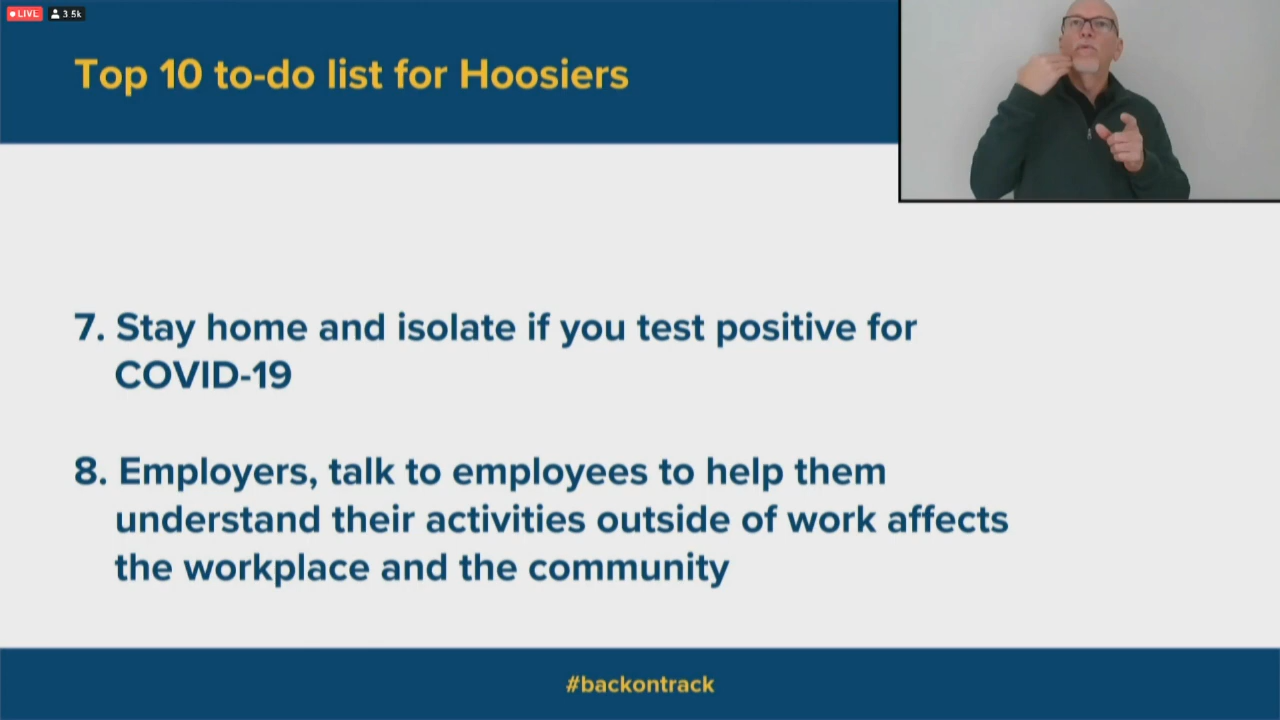 LIVE 3.5k
Top 10 to-do list for Hoosiers
7. Stay home and isolate if you test positive for
COVID-19
8. Employers, talk to employees to help them
understand their activities outside of work affects
the workplace and the community
#backontrack